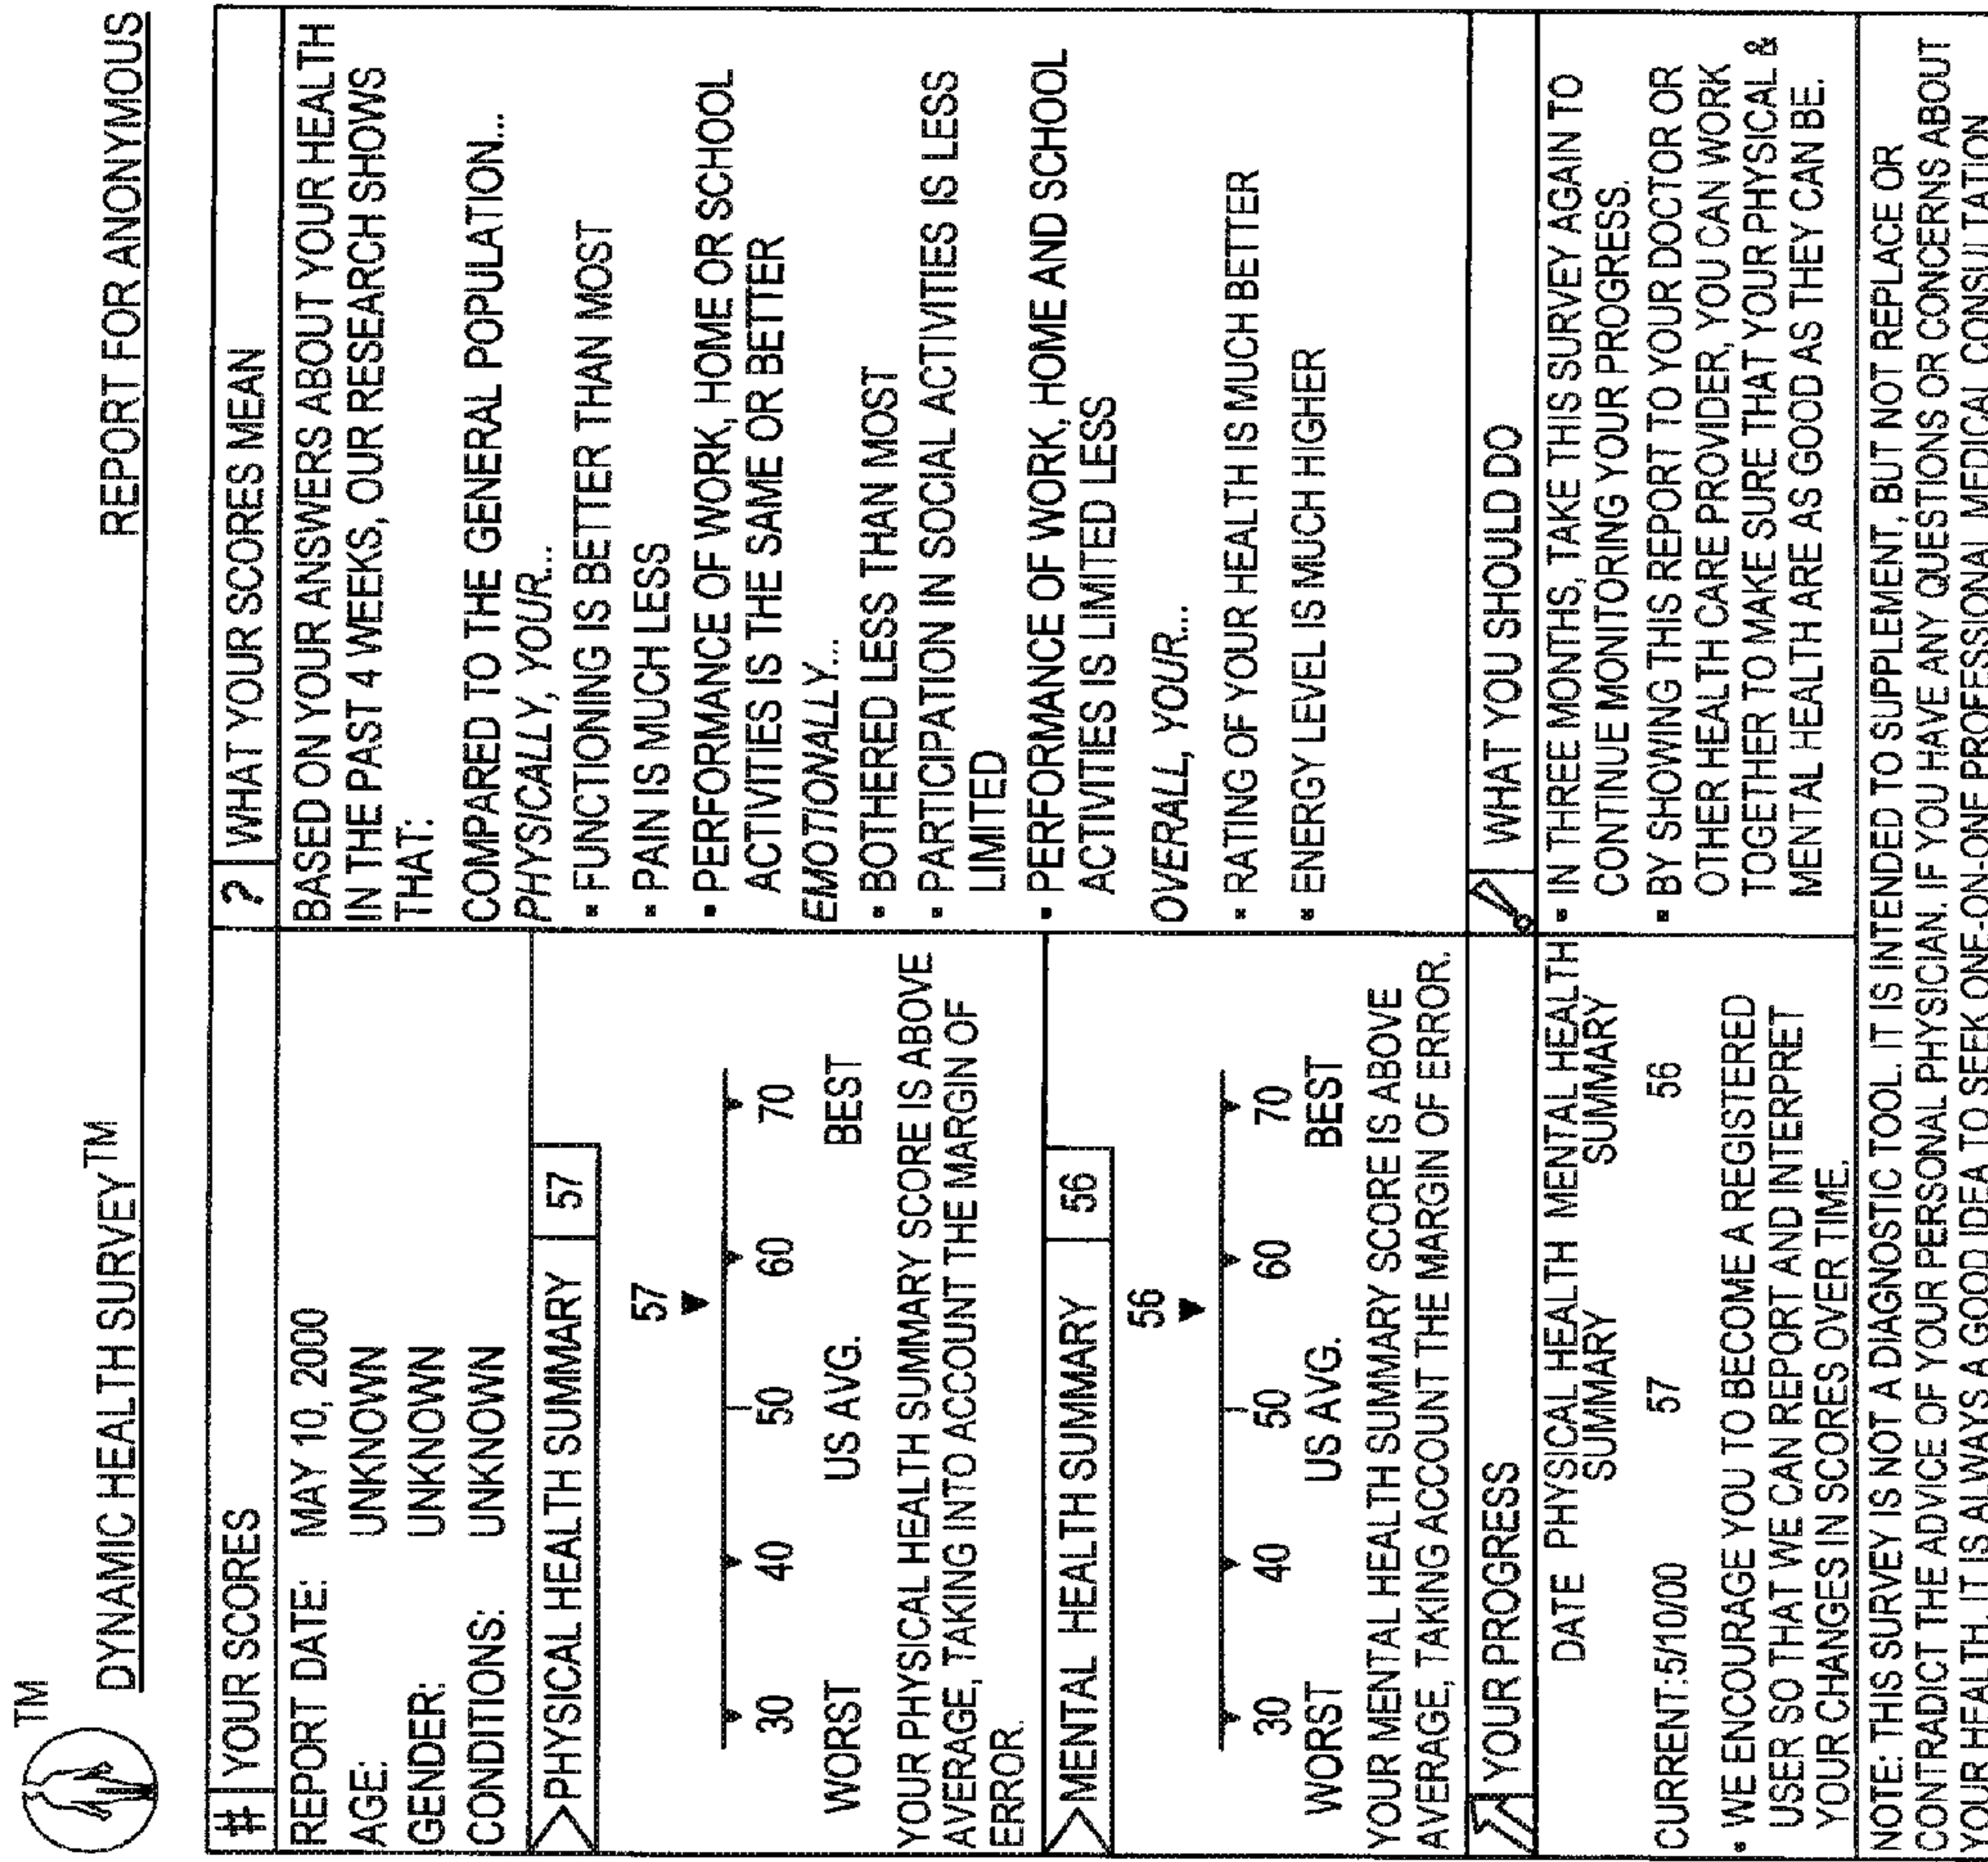 TM
DYNAMIC HEALTH SURVEY TM
REPORT FOR ANONYMOUS
# YOUR SCORES
REPORT DATE: MAY 10, 2000
AGE: UNKNOWN
GENDER: UNKNOWN
CONDITIONS: UNKNOWN
PHYSICAL HEALTH SUMMARY 57
57
30 40 50 60 70
WORST US AVG. BEST
YOUR PHYSICAL HEALTH SUMMARY SCORE IS ABOVE
AVERAGE, TAKING INTO ACCOUNT THE MARGIN OF
ERROR.
MENTAL HEALTH SUMMARY 56
56
30 40 50 60 70
WORST US AVG. BEST
YOUR MENTAL HEALTH SUMMARY SCORE IS ABOVE
AVERAGE, TAKING ACCOUNT THE MARGIN OF ERROR.
? WHAT YOUR SCORES MEAN
BASED ON YOUR ANSWERS ABOUT YOUR HEALTH
IN THE PAST 4 WEEKS, OUR RESEARCH SHOWS
THAT:
COMPARED TO THE GENERAL POPULATION...
PHYSICALLY, YOUR...
▪ FUNCTIONING IS BETTER THAN MOST
▪ PAIN IS MUCH LESS
▪ PERFORMANCE OF WORK, HOME OR SCHOOL
ACTIVITIES IS THE SAME OR BETTER
EMOTIONALLY...
▪ BOTHERED LESS THAN MOST
▪ PARTICIPATION IN SOCIAL ACTIVITIES IS LESS
LIMITED
▪ PERFORMANCE OF WORK, HOME AND SCHOOL
ACTIVITIES IS LIMITED LESS
OVERALL, YOUR...
▪ RATING OF YOUR HEALTH IS MUCH BETTER
▪ ENERGY LEVEL IS MUCH HIGHER
YOUR PROGRESS
DATE PHYSICAL HEALTH MENTAL HEALTH
SUMMARY SUMMARY
CURRENT:5/10/00 57 56
▪ WE ENCOURAGE YOU TO BECOME A REGISTERED
USER SO THAT WE CAN REPORT AND INTERPRET
YOUR CHANGES IN SCORES OVER TIME.
! WHAT YOU SHOULD DO
▪ IN THREE MONTHS, TAKE THIS SURVEY AGAIN TO
CONTINUE MONITORING YOUR PROGRESS.
▪ BY SHOWING THIS REPORT TO YOUR DOCTOR OR
OTHER HEALTH CARE PROVIDER, YOU CAN WORK
TOGETHER TO MAKE SURE THAT YOUR PHYSICAL &
MENTAL HEALTH ARE AS GOOD AS THEY CAN BE.
NOTE: THIS SURVEY IS NOT A DIAGNOSTIC TOOL. IT IS INTENDED TO SUPPLEMENT, BUT NOT REPLACE OR
CONTRADICT THE ADVICE OF YOUR PERSONAL PHYSICIAN. IF YOU HAVE ANY QUESTIONS OR CONCERNS ABOUT
YOUR HEALTH, IT IS ALWAYS A GOOD IDEA TO SEEK ONE-ON-ONE PROFESSIONAL MEDICAL CONSULTATION